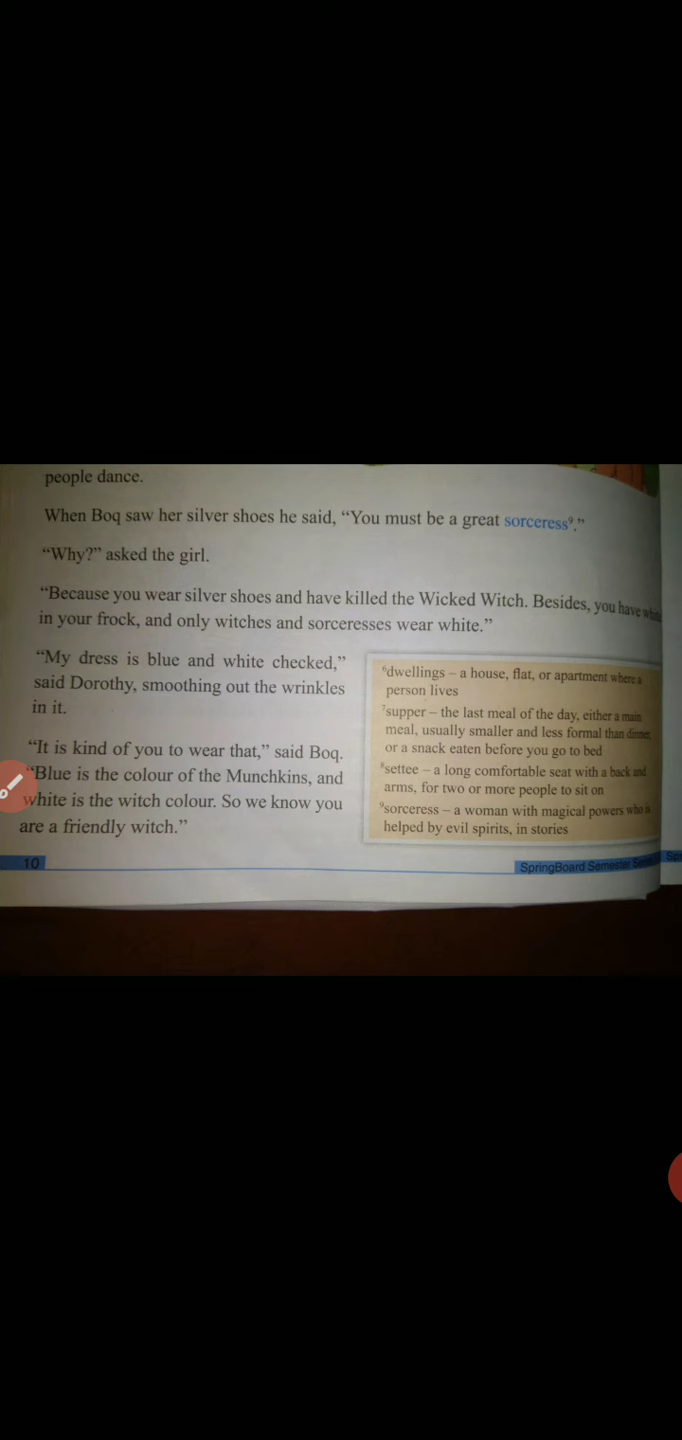 people dance.
When Boq saw her silver shoes he said, “You must be a great sorceress⁹.”
“Why?” asked the girl.
“Because you wear silver shoes and have killed the Wicked Witch. Besides, you have white
in your frock, and only witches and sorceresses wear white.”
“My dress is blue and white checked,”
said Dorothy, smoothing out the wrinkles
in it.
“It is kind of you to wear that,” said Boq.
“Blue is the colour of the Munchkins, and
white is the witch colour. So we know you
are a friendly witch.”
⁶dwellings – a house, flat, or apartment where a
person lives
⁷supper – the last meal of the day, either a main
meal, usually smaller and less formal than dinner,
or a snack eaten before you go to bed
⁸settee – a long comfortable seat with a back and
arms, for two or more people to sit on
⁹sorceress – a woman with magical powers who is
helped by evil spirits, in stories
10
SpringBoard Semester